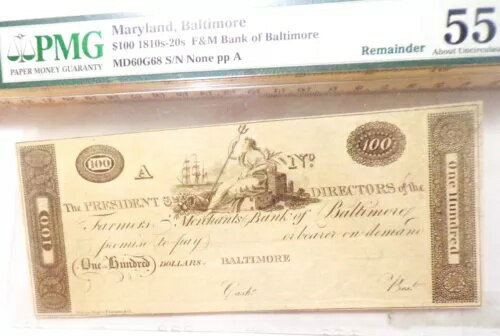 PMG
PAPER MONEY GUARANTY
Maryland, Baltimore
$100 1810s-20s F&M Bank of Baltimore
MD60G68 S/N None pp A
Remainder
55
About Uncirculated
100
A
No.
100
The PRESIDENT & DIRECTORS of the
Farmers & Merchants Bank of Baltimore
promise to pay or bearer on demand
One Hundred DOLLARS. BALTIMORE
Cash. Prest.
100
One Hundred